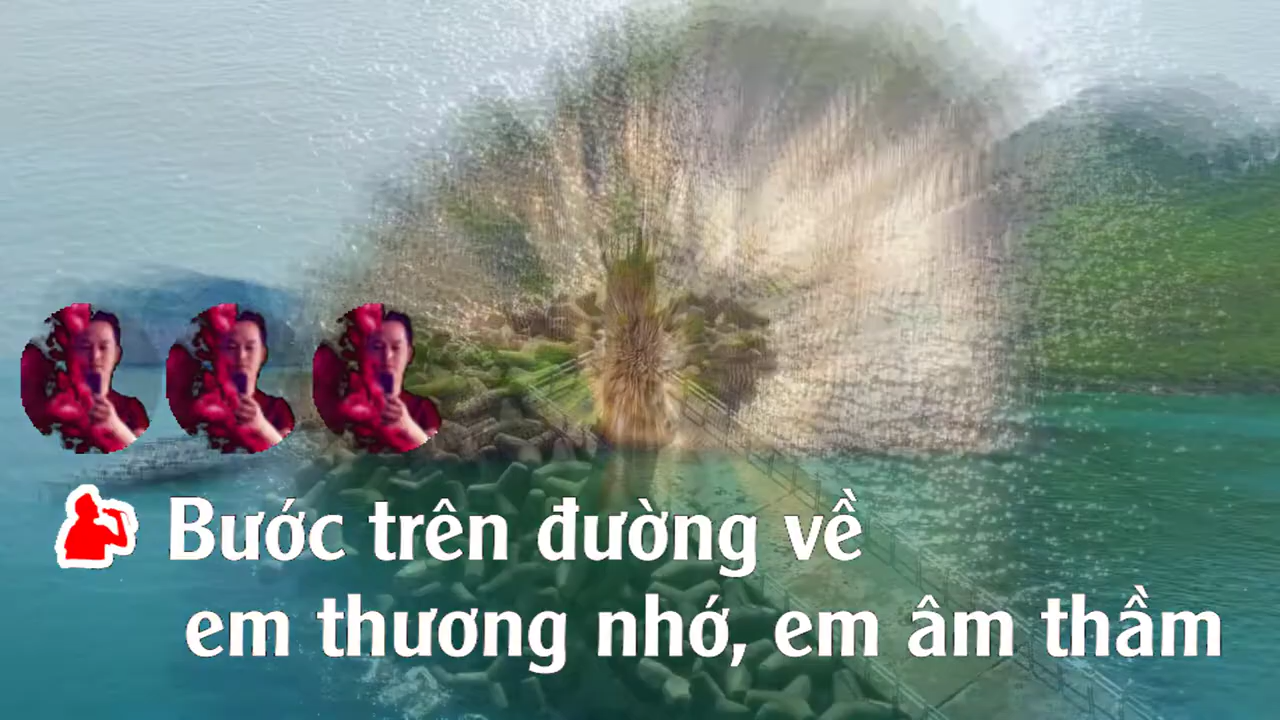 Bước trên đường về
em thương nhớ, em âm thầm